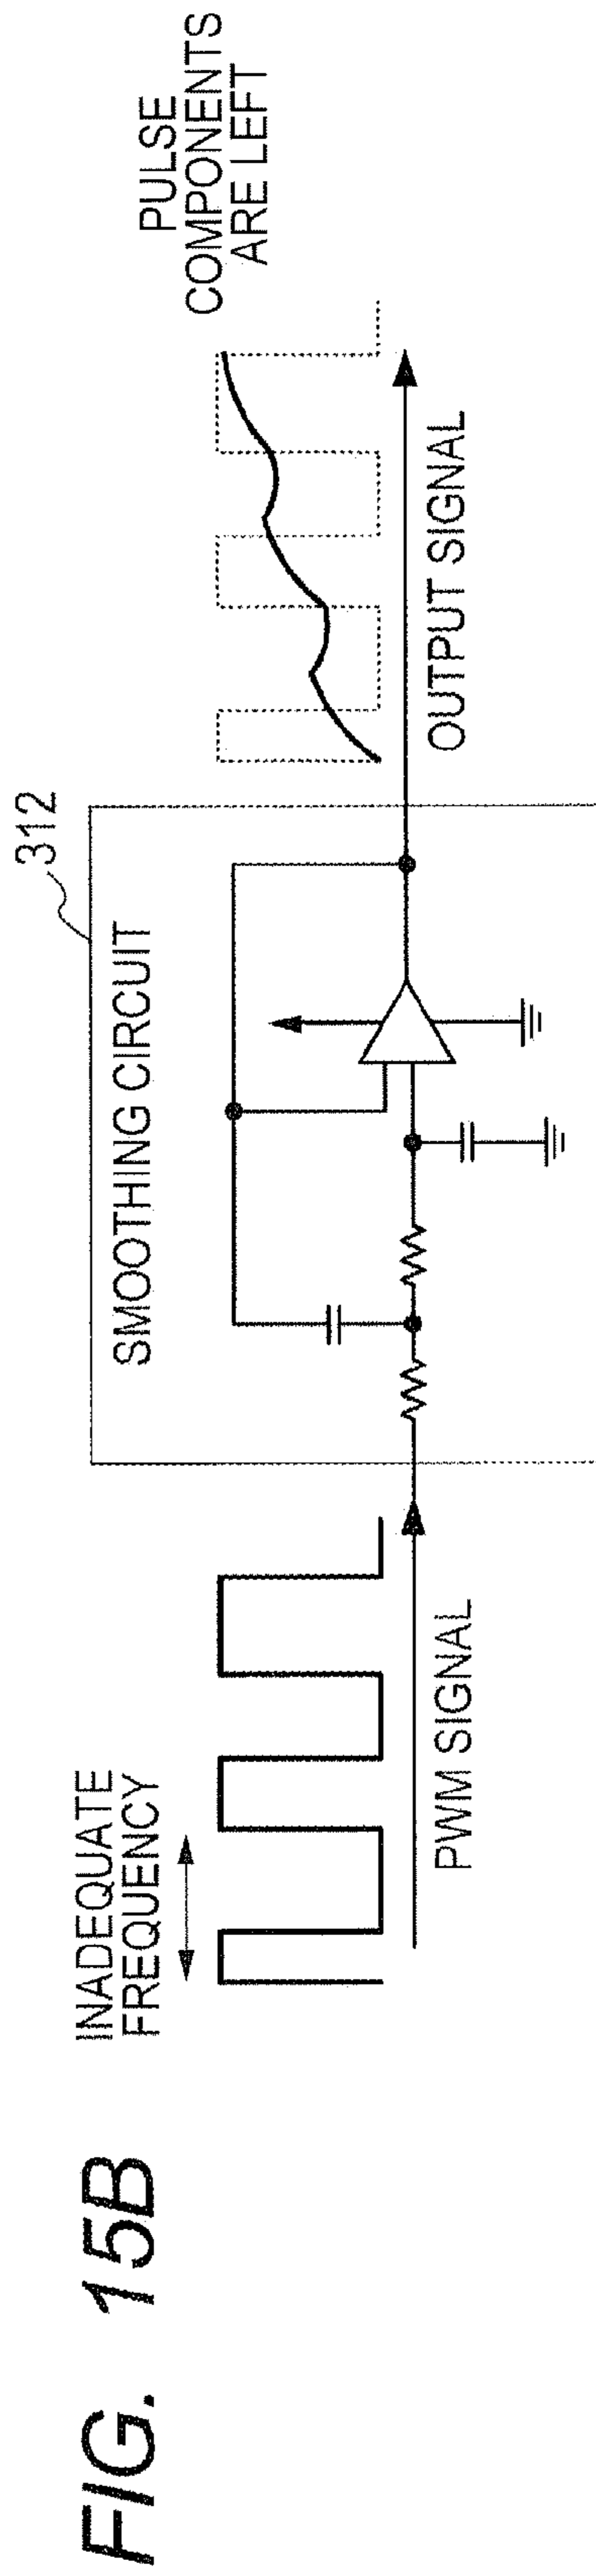 FIG. 15B
INADEQUATE
FREQUENCY
PWM SIGNAL
312
SMOOTHING CIRCUIT
OUTPUT SIGNAL
PULSE
COMPONENTS
ARE LEFT